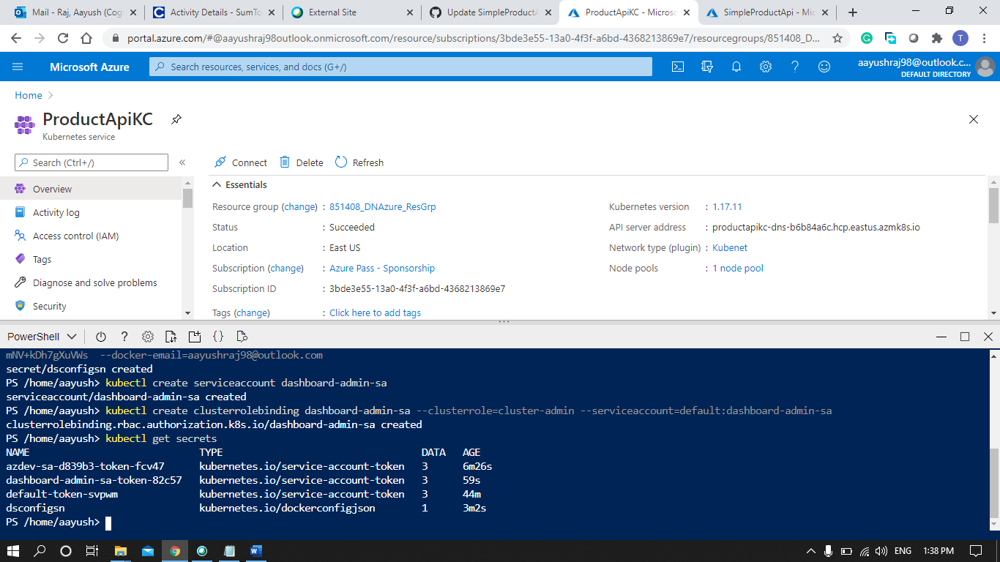 Mail - Raj, Aayush (Cog
Activity Details - SumTo
External Site
Update SimpleProductA
ProductApiKC - Microso
SimpleProductApi - Mic
portal.azure.com/#@aayushraj98outlook.onmicrosoft.com/resource/subscriptions/3bde3e55-13a0-4f3f-a6bd-4368213869e7/resourcegroups/851408_D...
T
Microsoft Azure
Search resources, services, and docs (G+/)
aayushraj98@outlook.c...
DEFAULT DIRECTORY
Home
ProductApiKC
Kubernetes service
Search (Ctrl+/)
«
Connect
Delete
Refresh
Overview
Activity log
Access control (IAM)
Tags
Diagnose and solve problems
Security
Essentials
Resource group (change) : 851408_DNAzure_ResGrp
Status : Succeeded
Location : East US
Subscription (change) : Azure Pass - Sponsorship
Subscription ID : 3bde3e55-13a0-4f3f-a6bd-4368213869e7
Tags (change) : Click here to add tags
Kubernetes version : 1.17.11
API server address : productapikc-dns-b6b84a6c.hcp.eastus.azmk8s.io
Network type (plugin) : Kubenet
Node pools : 1 node pool
PowerShell
mNV+kDh7gXuVWs --docker-email=aayushraj98@outlook.com
secret/dsconfigsn created
PS /home/aayush> kubectl create serviceaccount dashboard-admin-sa
serviceaccount/dashboard-admin-sa created
PS /home/aayush> kubectl create clusterrolebinding dashboard-admin-sa --clusterrole=cluster-admin --serviceaccount=default:dashboard-admin-sa
clusterrolebinding.rbac.authorization.k8s.io/dashboard-admin-sa created
PS /home/aayush> kubectl get secrets
NAME TYPE DATA AGE
azdev-sa-d839b3-token-fcv47 kubernetes.io/service-account-token 3 6m26s
dashboard-admin-sa-token-82c57 kubernetes.io/service-account-token 3 59s
default-token-svpwm kubernetes.io/service-account-token 3 44m
dsconfigsn kubernetes.io/dockerconfigjson 1 3m2s
PS /home/aayush>
ENG
1:38 PM